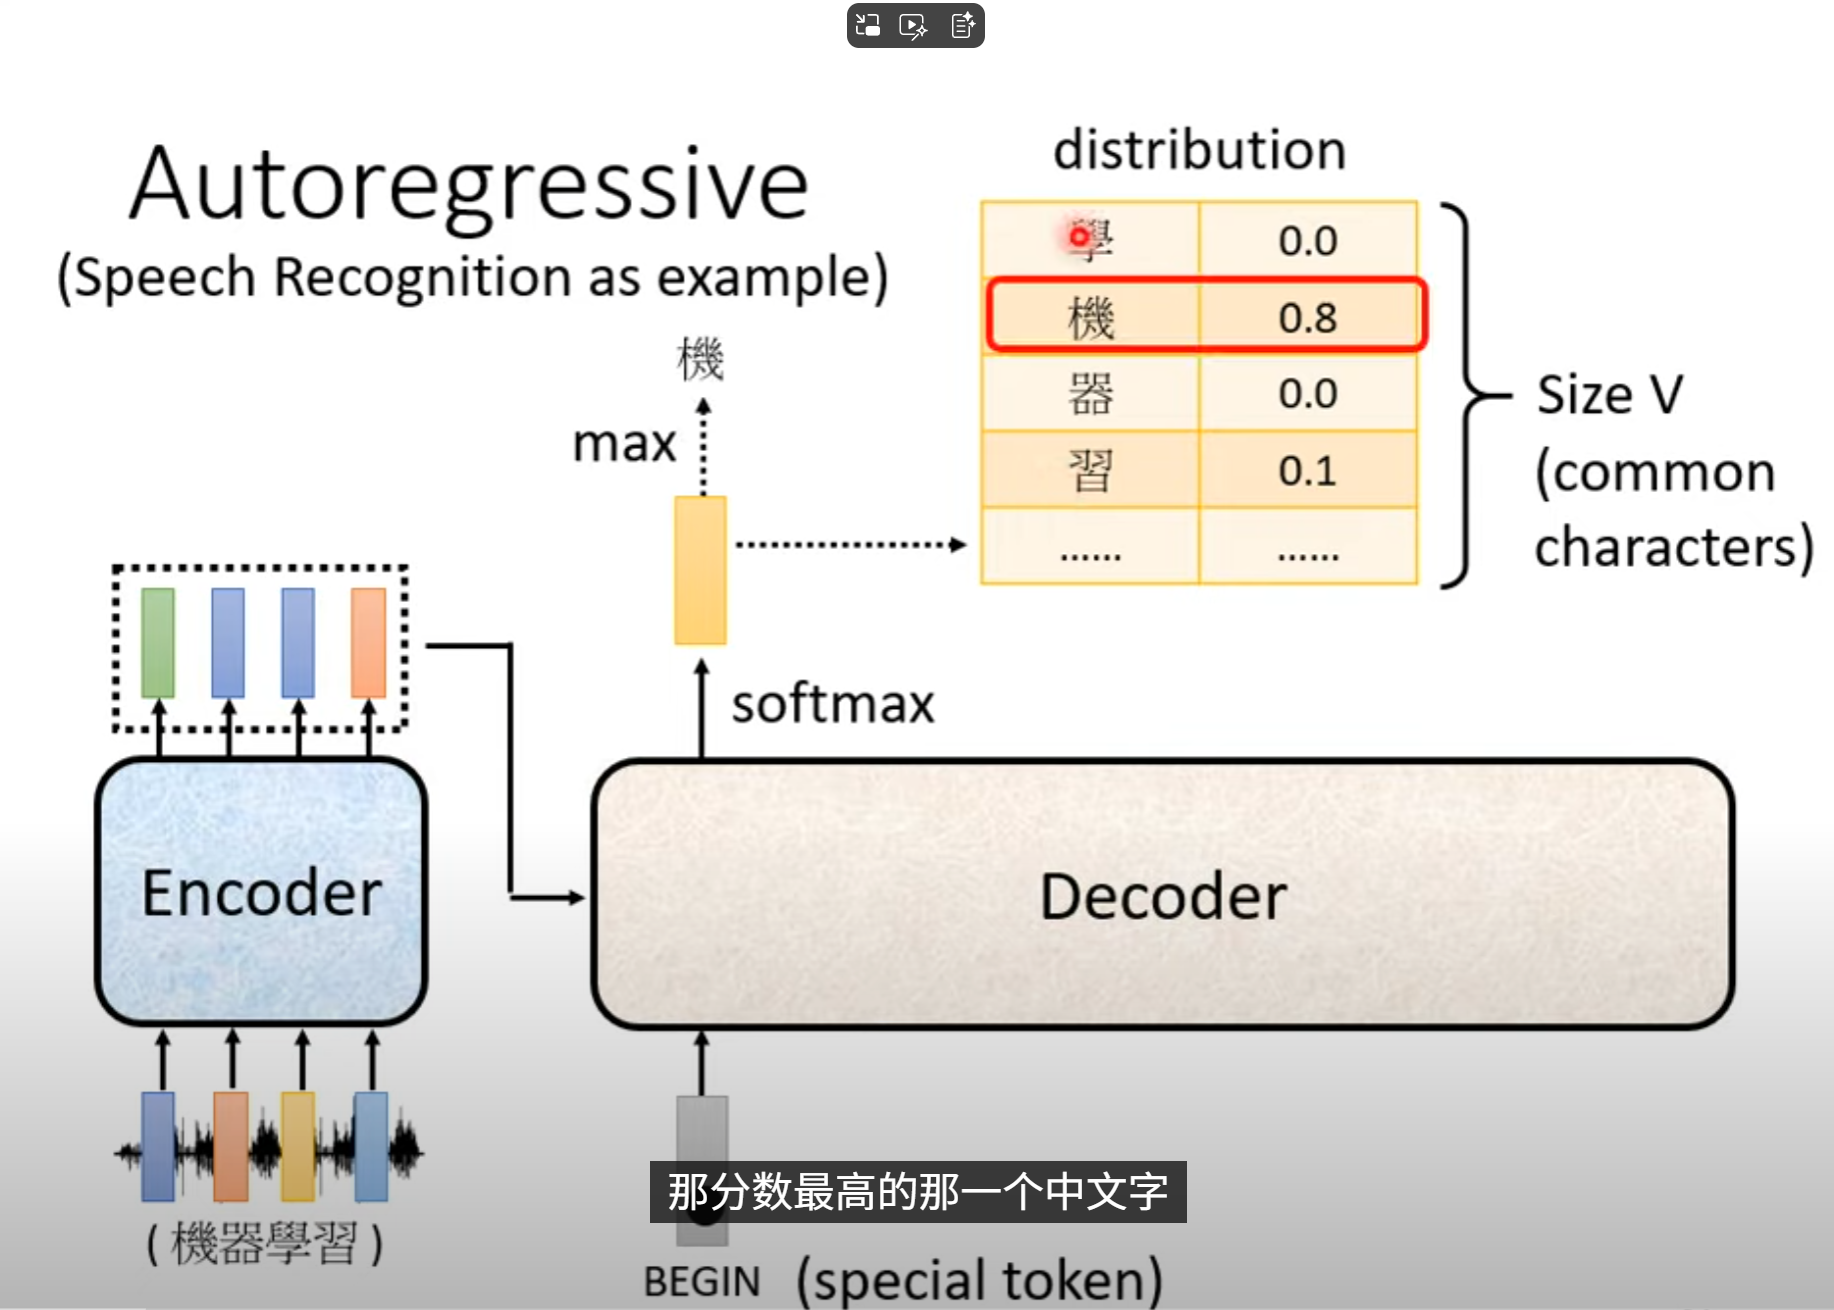 Autoregressive
(Speech Recognition as example)
distribution
學 0.0
機 0.8
器 0.0
習 0.1
...... ......
Size V
(common
characters)
機
max
softmax
Encoder
Decoder
(機器學習)
那分数最高的那一个中文字
BEGIN (special token)